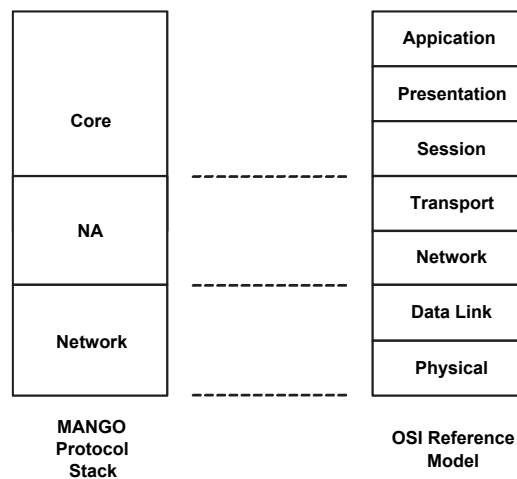 Core
NA
Network
MANGO
Protocol
Stack
Appication
Presentation
Session
Transport
Network
Data Link
Physical
OSI Reference
Model